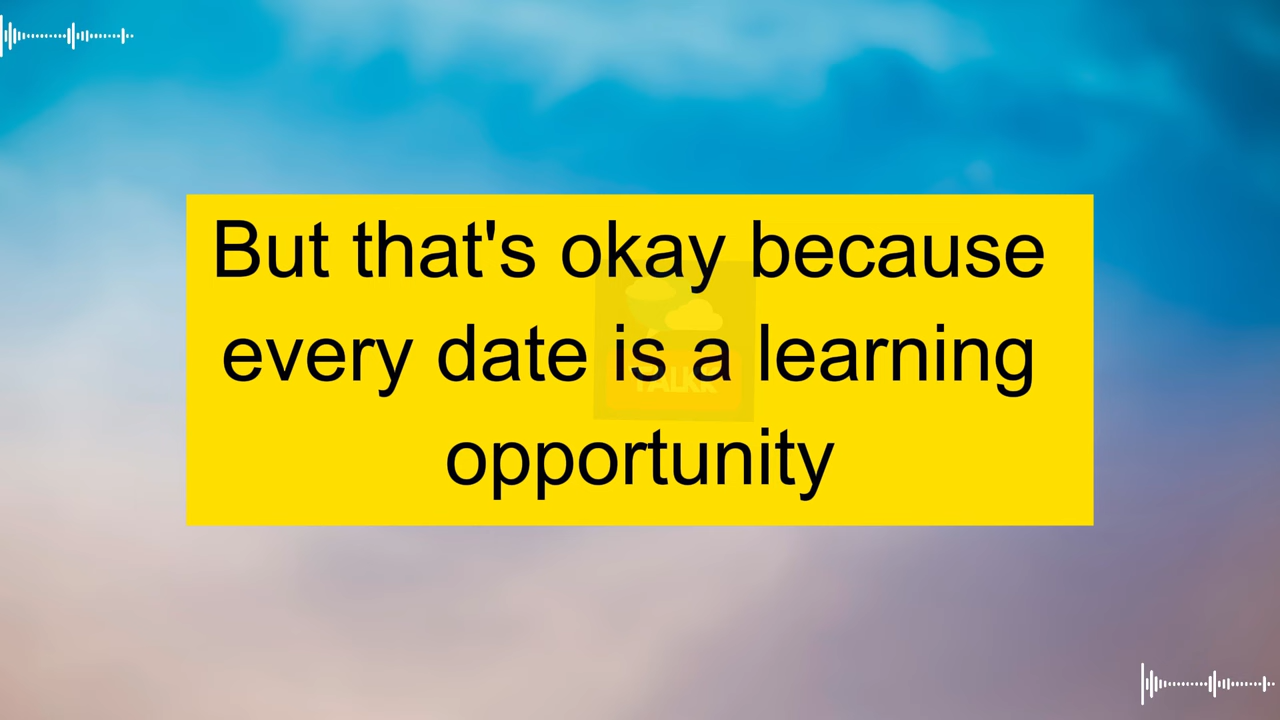 But that's okay because
every date is a learning
opportunity